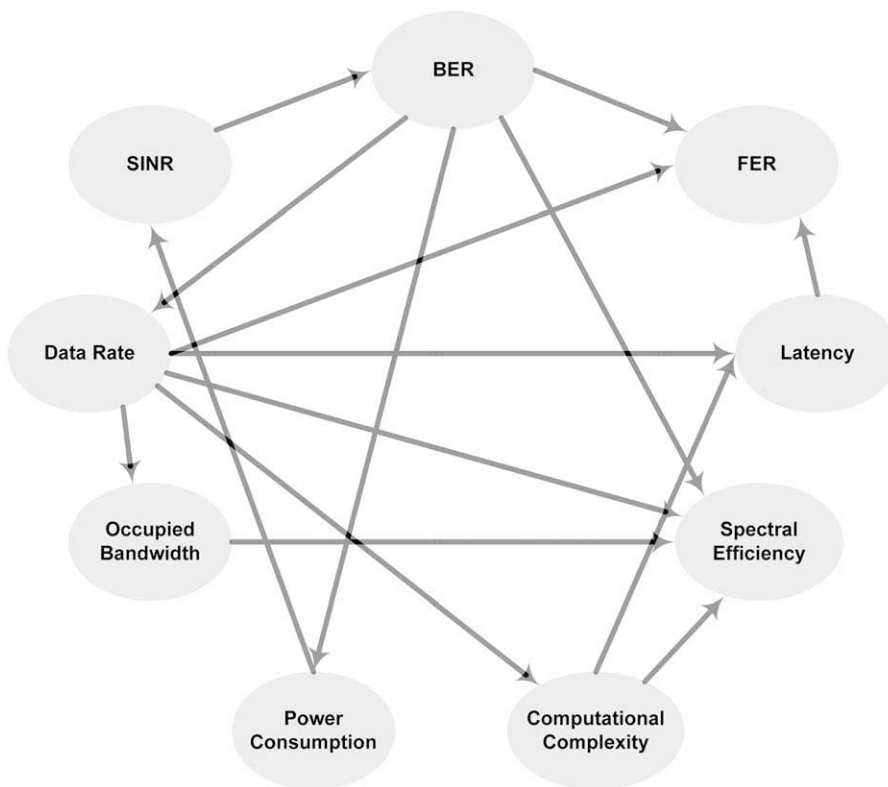 BER
SINR
FER
Data Rate
Latency
Occupied
Bandwidth
Spectral
Efficiency
Power
Consumption
Computational
Complexity